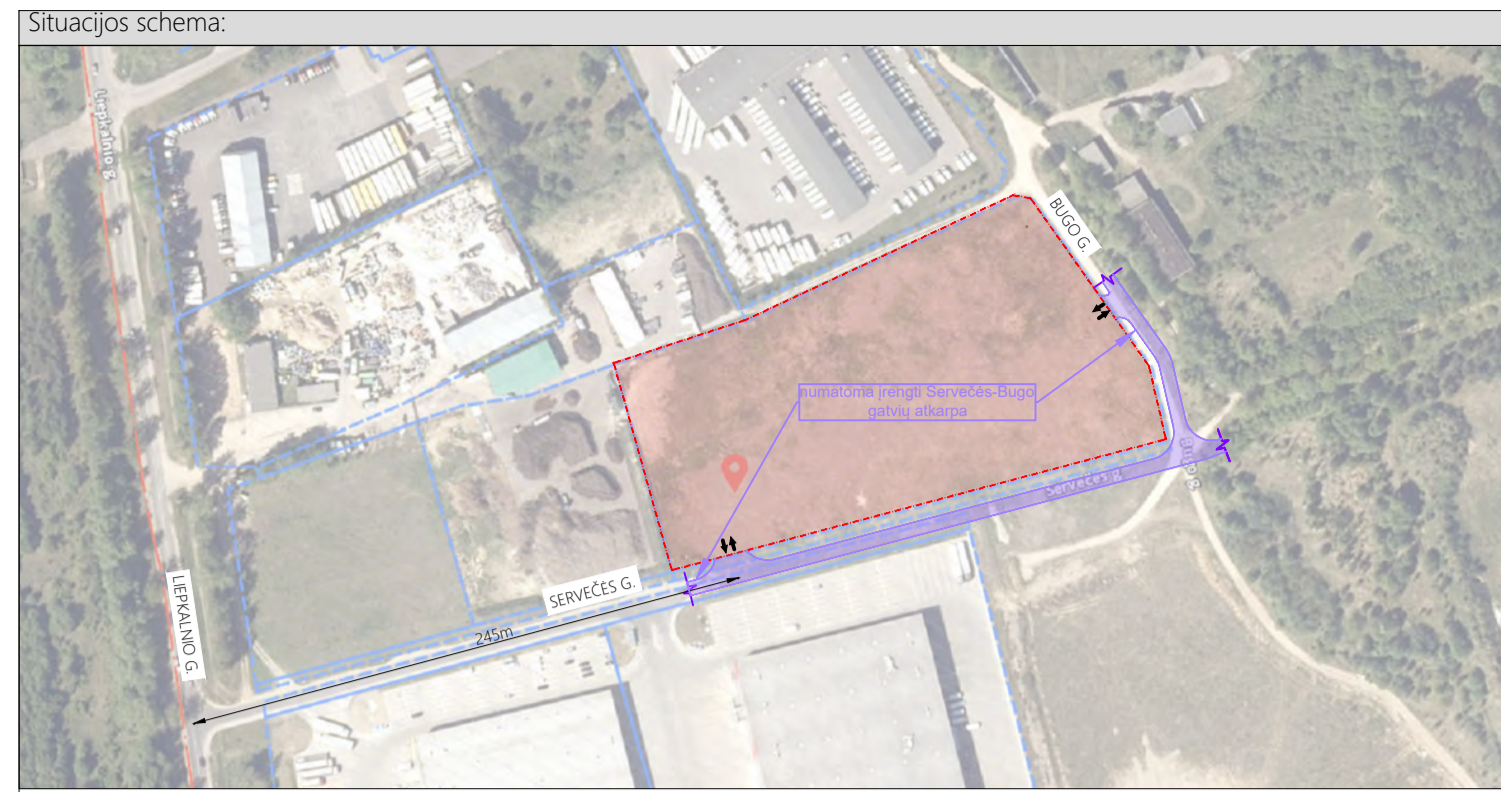 Situacijos schema:
Liepkalnio g.
BUGO G.
numatoma įrengti Servečės-Bugo
gatvių atkarpa
Servečės g.
Bugo g.
SERVEČĖS G.
LIEPKALNIO G.
245m